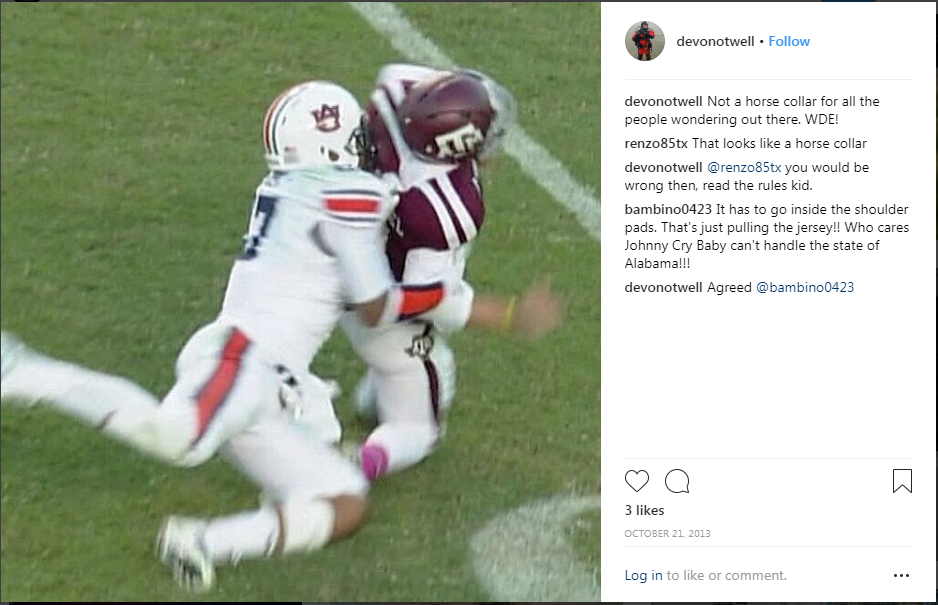 devonotwell • Follow
devonotwell Not a horse collar for all the
people wondering out there. WDE!
renzo85tx That looks like a horse collar
devonotwell @renzo85tx you would be
wrong then, read the rules kid.
bambino0423 It has to go inside the shoulder
pads. That's just pulling the jersey!! Who cares
Johnny Cry Baby can't handle the state of
Alabama!!!
devonotwell Agreed @bambino0423
3 likes
OCTOBER 21, 2013
Log in to like or comment.
AU
ATM
7